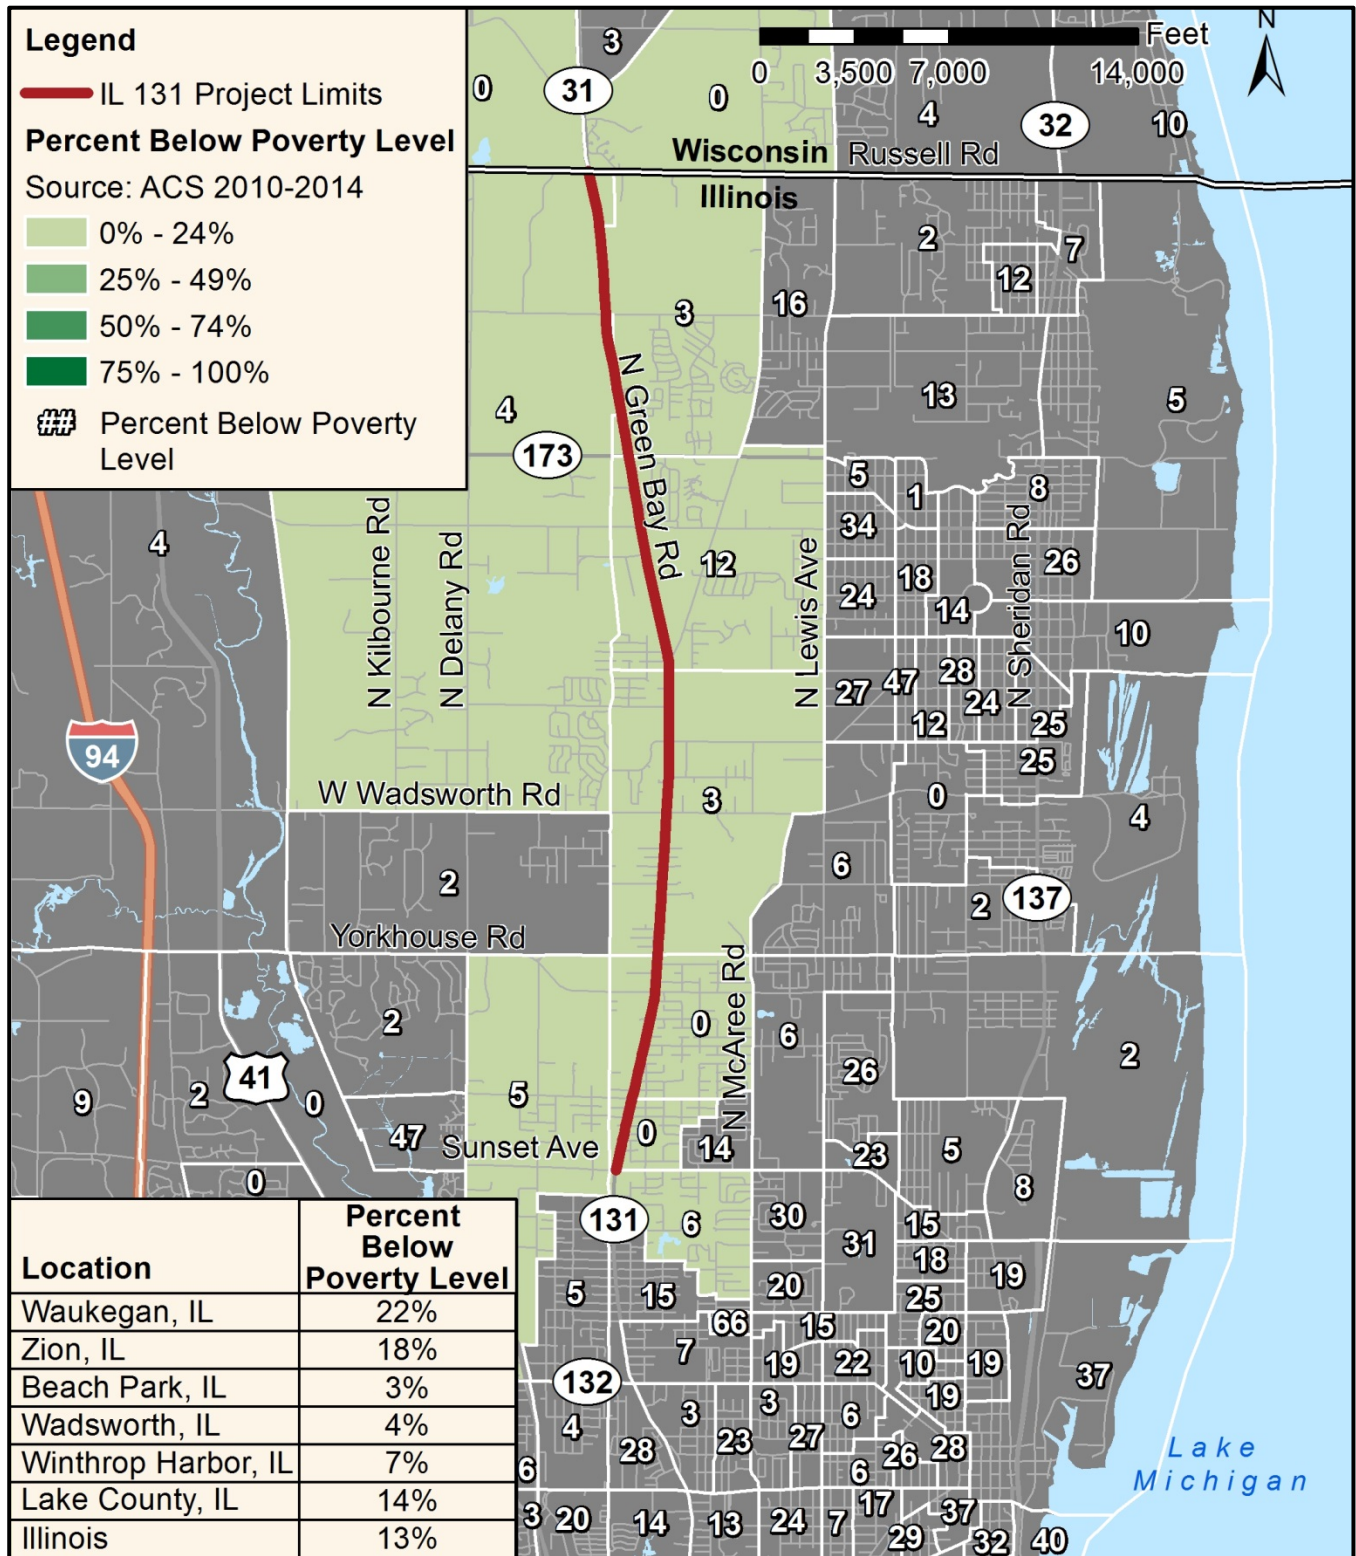 Legend
IL 131 Project Limits
Percent Below Poverty Level
Source: ACS 2010-2014
0% - 24%
25% - 49%
50% - 74%
75% - 100%
## Percent Below Poverty
Level
N
Feet
0 3,500 7,000 14,000
3
0 31 0 4 32 10
Wisconsin Russell Rd
Illinois
2 7
12
3 16
13
4 5
173
N Green Bay Rd
5 1 8
34
4 12 26
24 18 14
10
N Kilbourne Rd
N Delany Rd
N Lewis Ave
N Sheridan Rd
27 47 28
24
12 25
94 25
W Wadsworth Rd 3 0
4
6
2
2 137
Yorkhouse Rd
N McAree Rd
2 0 6
26 2
9 2 41 0 5
47
Sunset Ave 0 14 23 5
0 8
131 6 30 15
31 18
5 15 20 25 19
66 15 20
7 19 22 10 19
132 19 37
4 3 3 6
28 23 27 26 28
6 6
3 20 14 13 24 7 17 37
29 32 40
Lake
Michigan
Location Percent
Below
Poverty Level
Waukegan, IL 22%
Zion, IL 18%
Beach Park, IL 3%
Wadsworth, IL 4%
Winthrop Harbor, IL 7%
Lake County, IL 14%
Illinois 13%